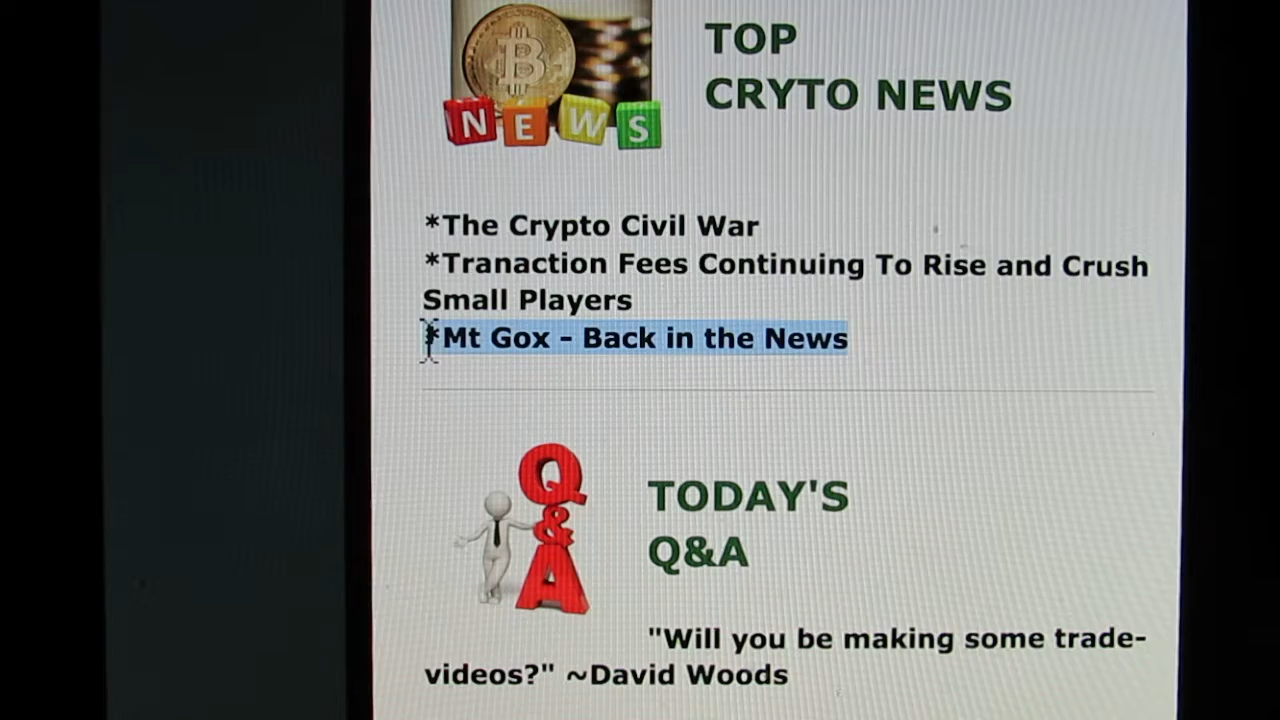 NEWS
TOP
CRYTO NEWS
*The Crypto Civil War
*Tranaction Fees Continuing To Rise and Crush
Small Players
*Mt Gox - Back in the News
Q
&
A
TODAY'S
Q&A
"Will you be making some trade-
videos?" ~David Woods